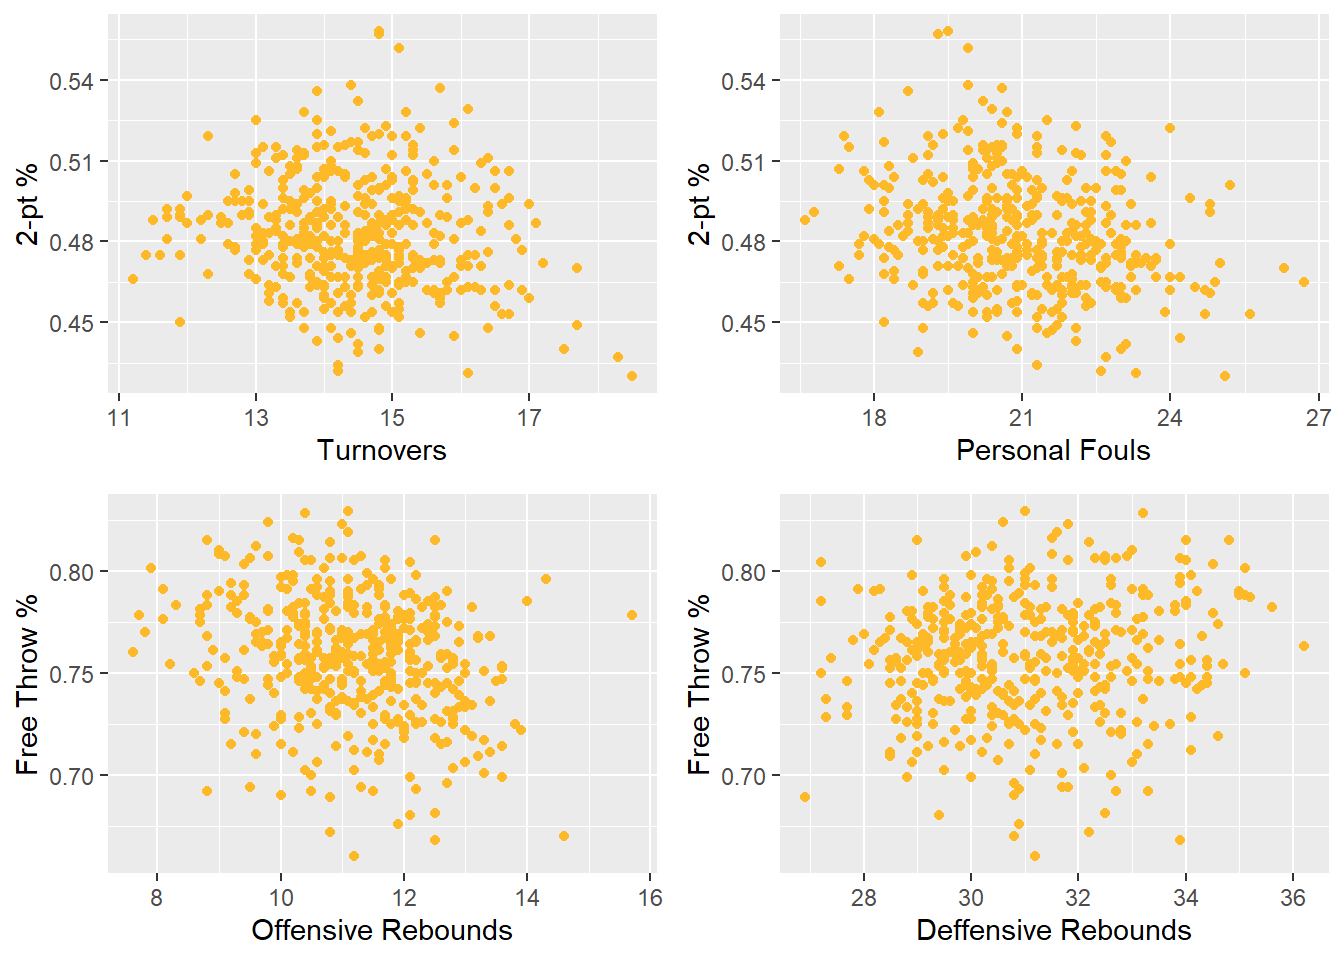 2-pt %
0.54
0.51
0.48
0.45
11 13 15 17
Turnovers
2-pt %
0.54
0.51
0.48
0.45
18 21 24 27
Personal Fouls
Free Throw %
0.80
0.75
0.70
8 10 12 14 16
Offensive Rebounds
Free Throw %
0.80
0.75
0.70
28 30 32 34 36
Deffensive Rebounds